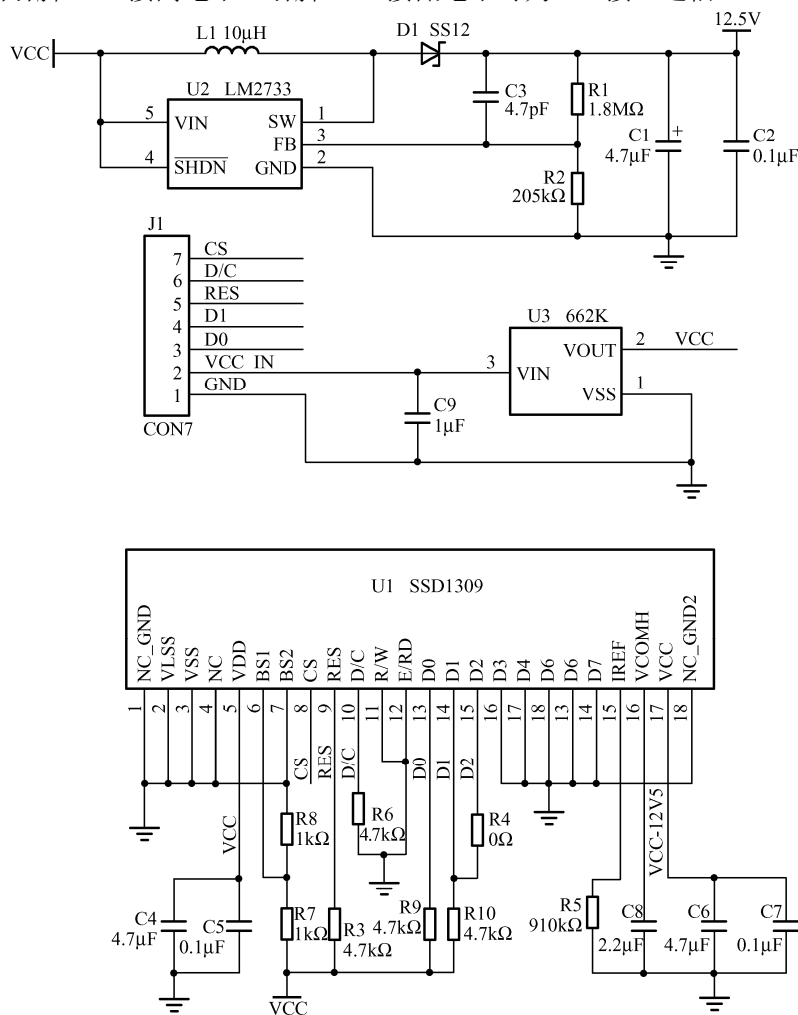 12.5V
L1 10μH
D1 SS12
VCC
U2 LM2733
5 VIN SW 1
FB 3
4 SHDN GND 2
C3
4.7pF
R1
1.8MΩ
C1
4.7μF
+
C2
0.1μF
R2
205kΩ
J1
7 CS
6 D/C
5 RES
4 D1
3 D0
2 VCC IN
1 GND
CON7
C9
1μF
U3 662K
3 VIN
VOUT 2 VCC
VSS 1
U1 SSD1309
NC_GND
VLSS
VSS
NC
VDD
BS1
BS2
CS
RES
D/C
R/W
E/RD
D0
D1
D2
D3
D4
D6
D6
D7
IREF
VCOMH
VCC
NC_GND2
1 2 3 4 5 6 7 8 9 10 11 12 13 14 15 16 17 18 13 14 15 16 17 18
CS
RES
D/C
D0
D1
D2
VCC
VCC-12V5
R8
1kΩ
R6
4.7kΩ
R4
0Ω
C4
4.7μF
C5
0.1μF
R7
1kΩ
R3
4.7kΩ
R9
4.7kΩ
R10
4.7kΩ
R5
910kΩ
C8
2.2μF
C6
4.7μF
C7
0.1μF
VCC